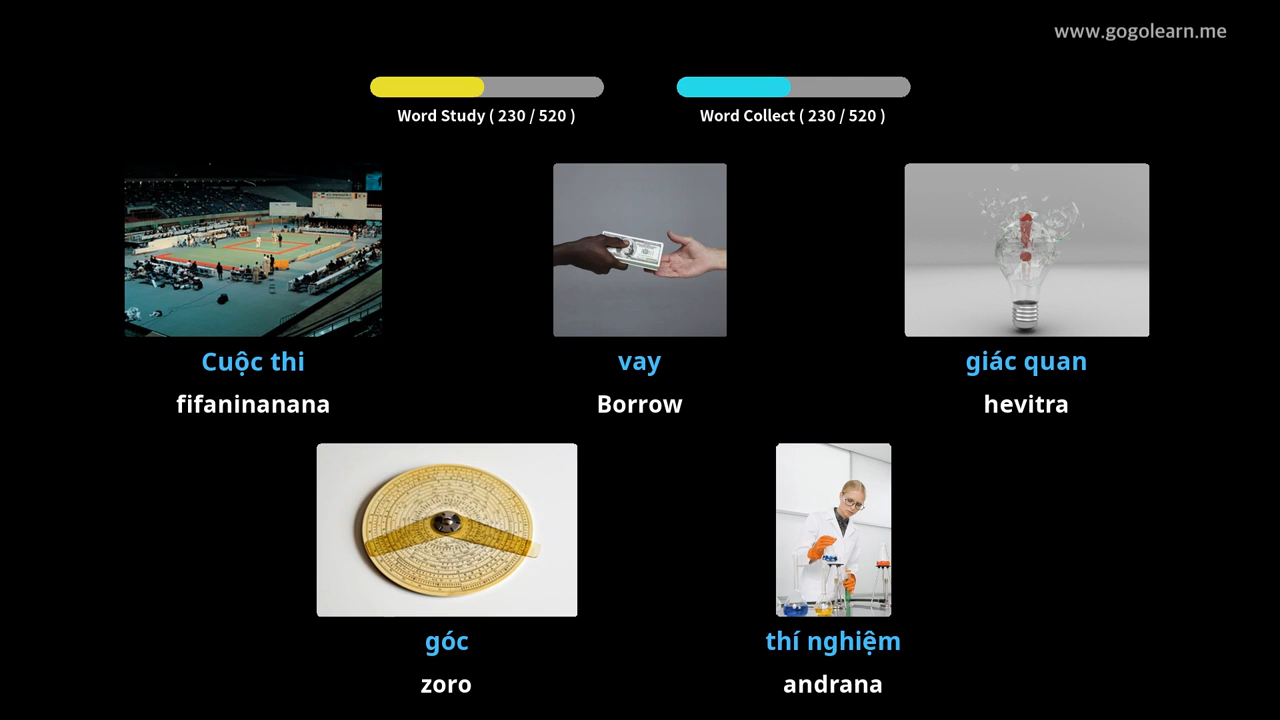 www.gogolearn.me
Word Study ( 230 / 520 )
Word Collect ( 230 / 520 )
Cuộc thi
vay
giác quan
fifaninanana
Borrow
hevitra
góc
thí nghiệm
zoro
andrana